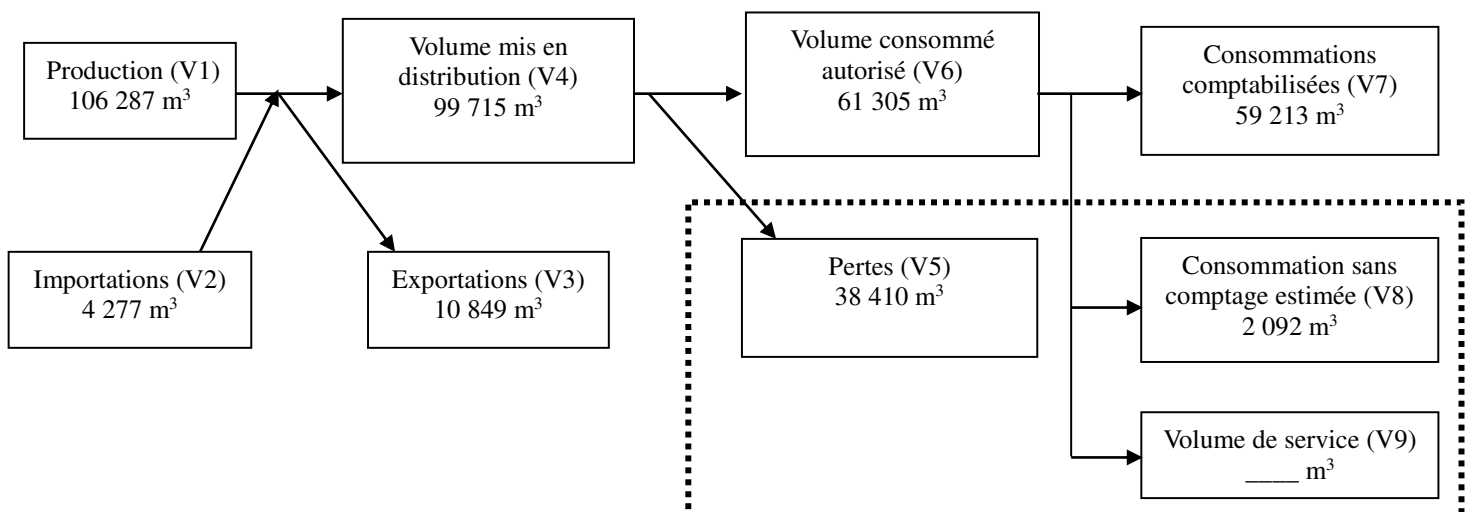 Production (V1)
106 287 m³
Volume mis en
distribution (V4)
99 715 m³
Volume consommé
autorisé (V6)
61 305 m³
Consommations
comptabilisées (V7)
59 213 m³
Importations (V2)
4 277 m³
Exportations (V3)
10 849 m³
Pertes (V5)
38 410 m³
Consommation sans
comptage estimée (V8)
2 092 m³
Volume de service (V9)
____ m³